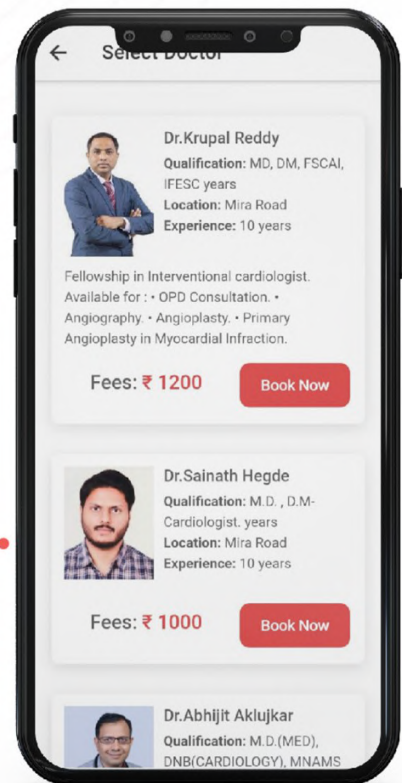 Select Doctor
Dr.Krupal Reddy
Qualification: MD, DM, FSCAI,
IFESC years
Location: Mira Road
Experience: 10 years
Fellowship in Interventional cardiologist.
Available for : • OPD Consultation. •
Angiography. • Angioplasty. • Primary
Angioplasty in Myocardial Infraction.
Fees: ₹ 1200
Book Now
Dr.Sainath Hegde
Qualification: M.D. , D.M-
Cardiologist. years
Location: Mira Road
Experience: 10 years
Fees: ₹ 1000
Book Now
Dr.Abhijit Aklujkar
Qualification: M.D.(MED),
DNB(CARDIOLOGY), MNAMS